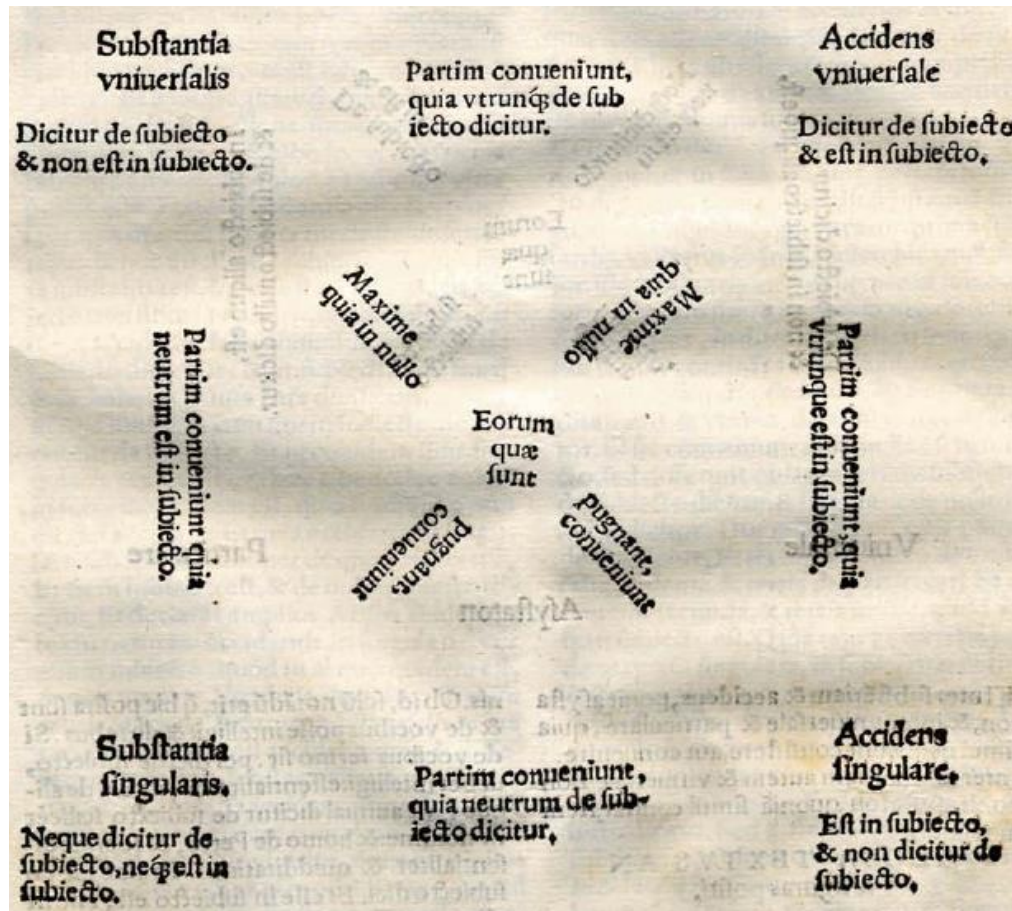 Subſtantia
vniuerſalis
Dicitur de ſubiecto
& non eſt in ſubiecto.
Partim conueniunt,
quia vtrunq; de ſub
iecto dicitur.
Accidens
vniuerſale
Dicitur de ſubiecto
& eſt in ſubiecto,
Maxime
quia in nullo
Maxime
quia in nullo
Partim conueniunt quia
neutrum eſt in ſubiecto.
Eorum
quæ
ſunt
Partim conueniunt, quia
vtrunque eſt in ſubiecto.
pugnant,
conueniunt
pugnant,
conueniunt
Subſtantia
ſingularis,
Neque dicitur de
ſubiecto, neq; eſt in
ſubiecto.
Partim conueniunt,
quia neutrum de ſub-
iecto dicitur,
Accidens
ſingulare,
Eſt in ſubiecto,
& non dicitur de
ſubiecto,